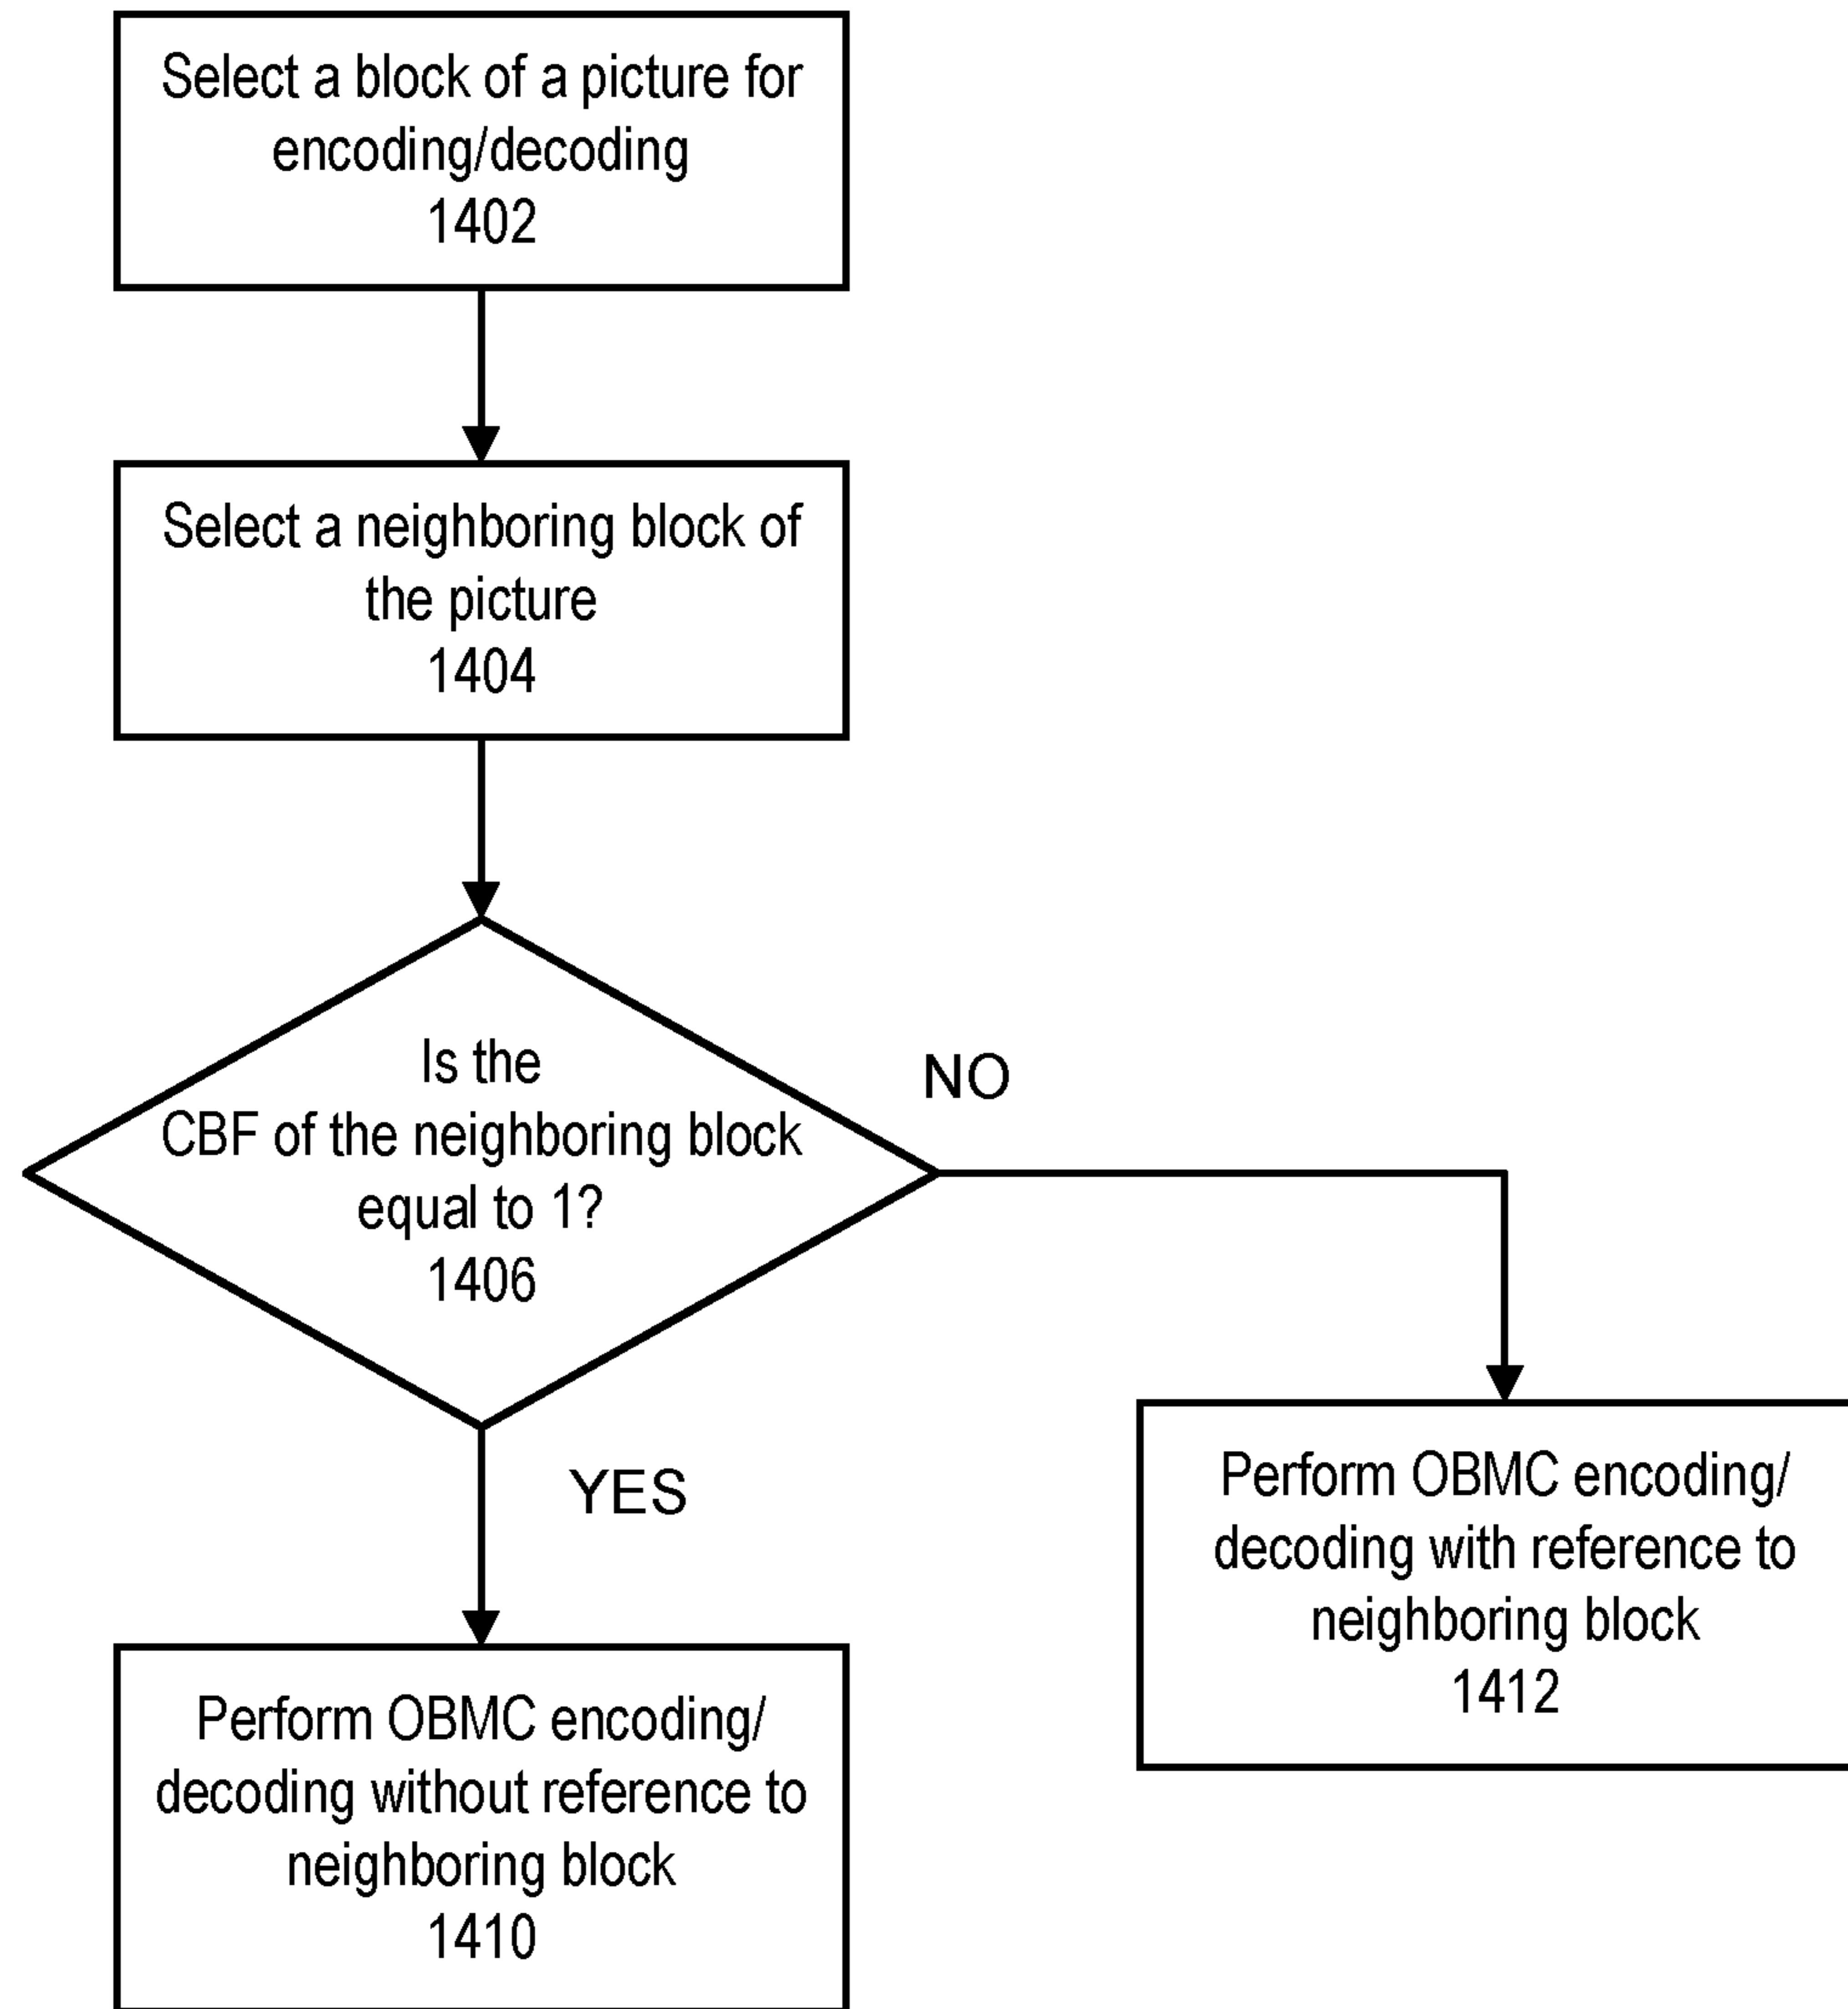 Select a block of a picture for
encoding/decoding
1402
Select a neighboring block of
the picture
1404
Is the
CBF of the neighboring block
equal to 1?
1406
NO
YES
Perform OBMC encoding/
decoding with reference to
neighboring block
1412
Perform OBMC encoding/
decoding without reference to
neighboring block
1410